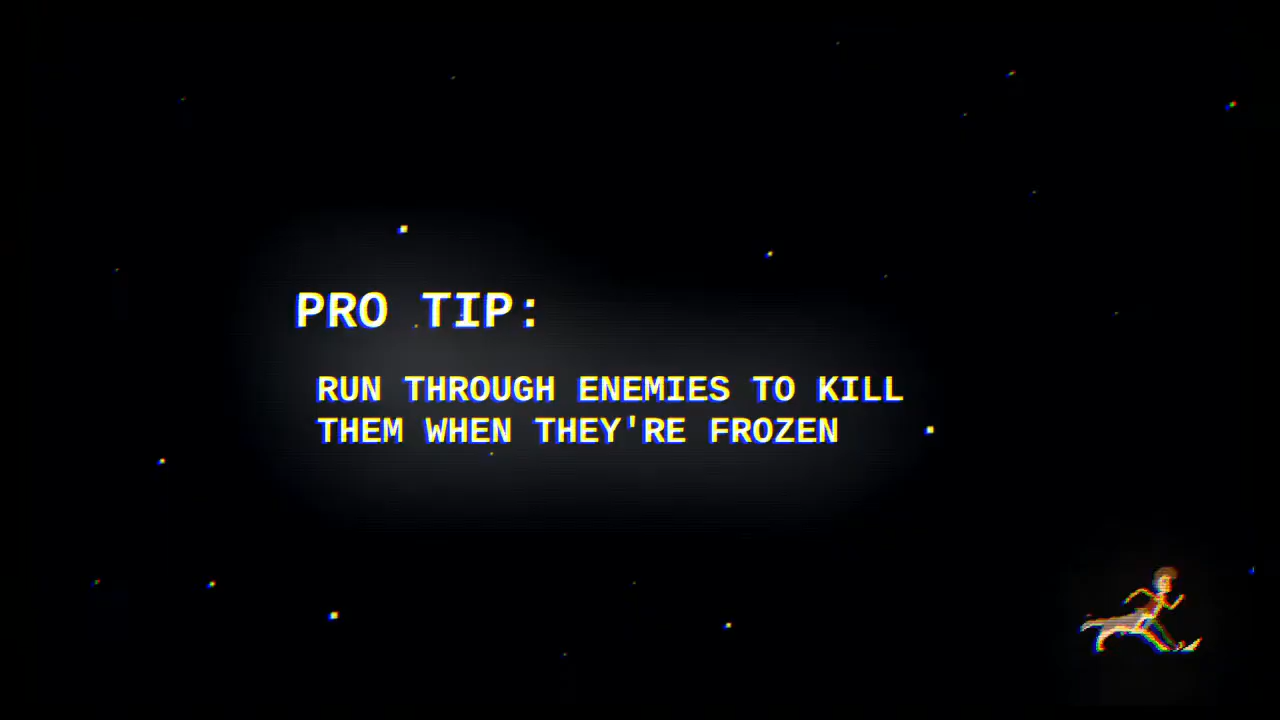 PRO TIP:
RUN THROUGH ENEMIES TO KILL
THEM WHEN THEY'RE FROZEN